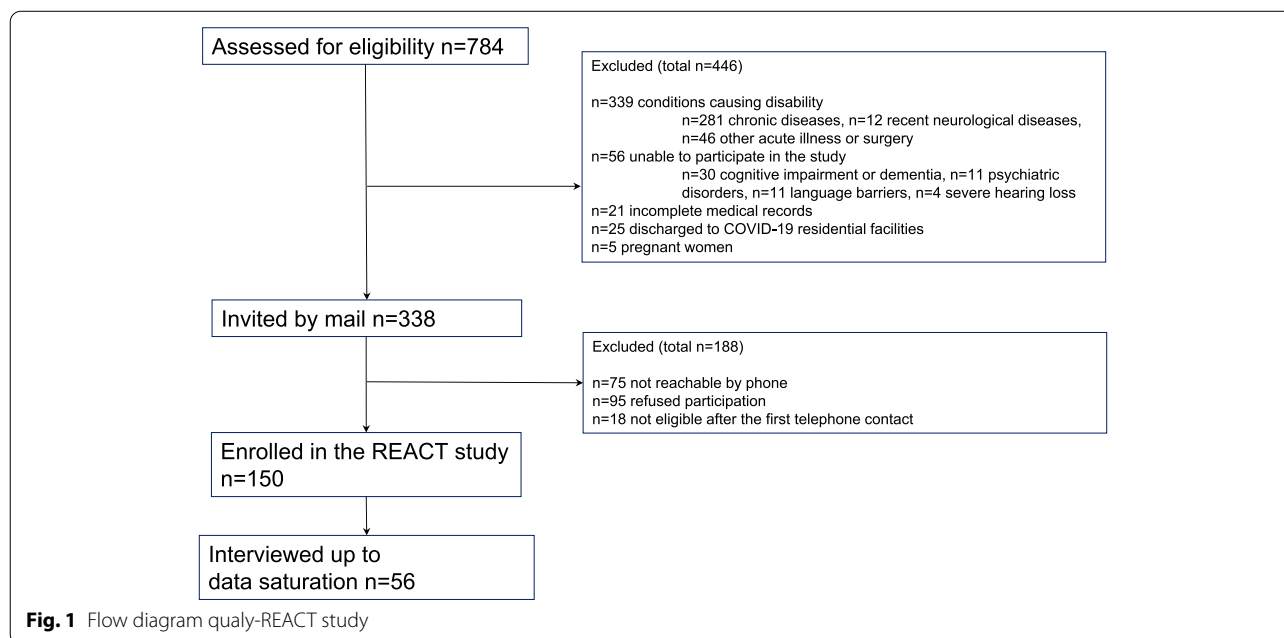 Assessed for eligibility n=784
Excluded (total n=446)
n=339 conditions causing disability
n=281 chronic diseases, n=12 recent neurological diseases,
n=46 other acute illness or surgery
n=56 unable to participate in the study
n=30 cognitive impairment or dementia, n=11 psychiatric
disorders, n=11 language barriers, n=4 severe hearing loss
n=21 incomplete medical records
n=25 discharged to COVID-19 residential facilities
n=5 pregnant women
Invited by mail n=338
Excluded (total n=188)
n=75 not reachable by phone
n=95 refused participation
n=18 not eligible after the first telephone contact
Enrolled in the REACT study
n=150
Interviewed up to
data saturation n=56
Fig. 1 Flow diagram qualy-REACT study